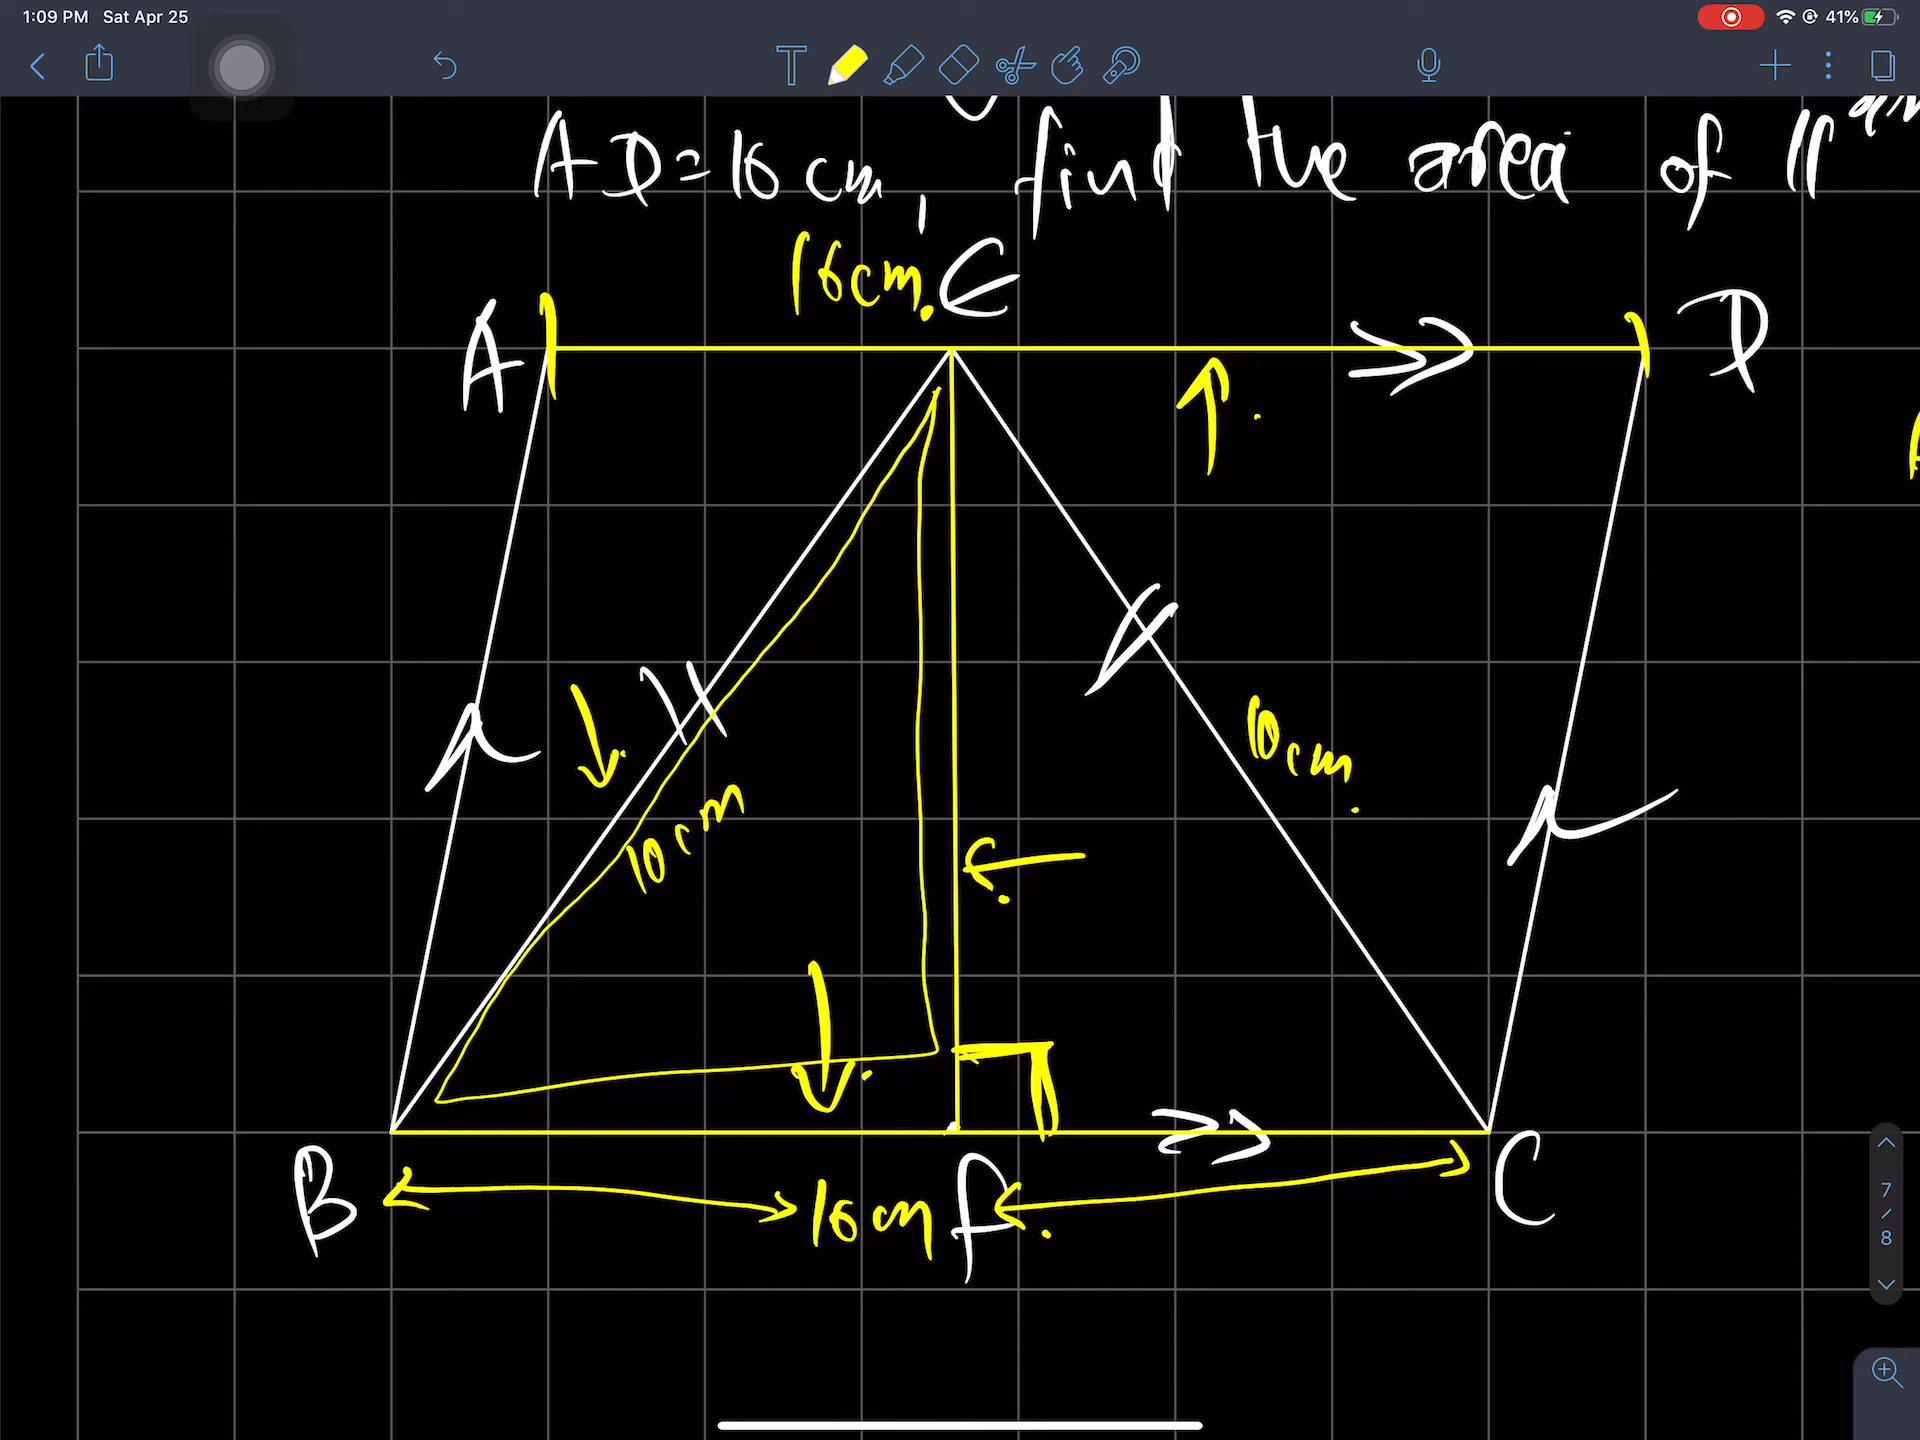 1:09 PM Sat Apr 25
41%
AD=16 cm, find the area of ||gm
16cm. E
A
D
10cm
10cm.
B
16cm
F
C
7
/
8